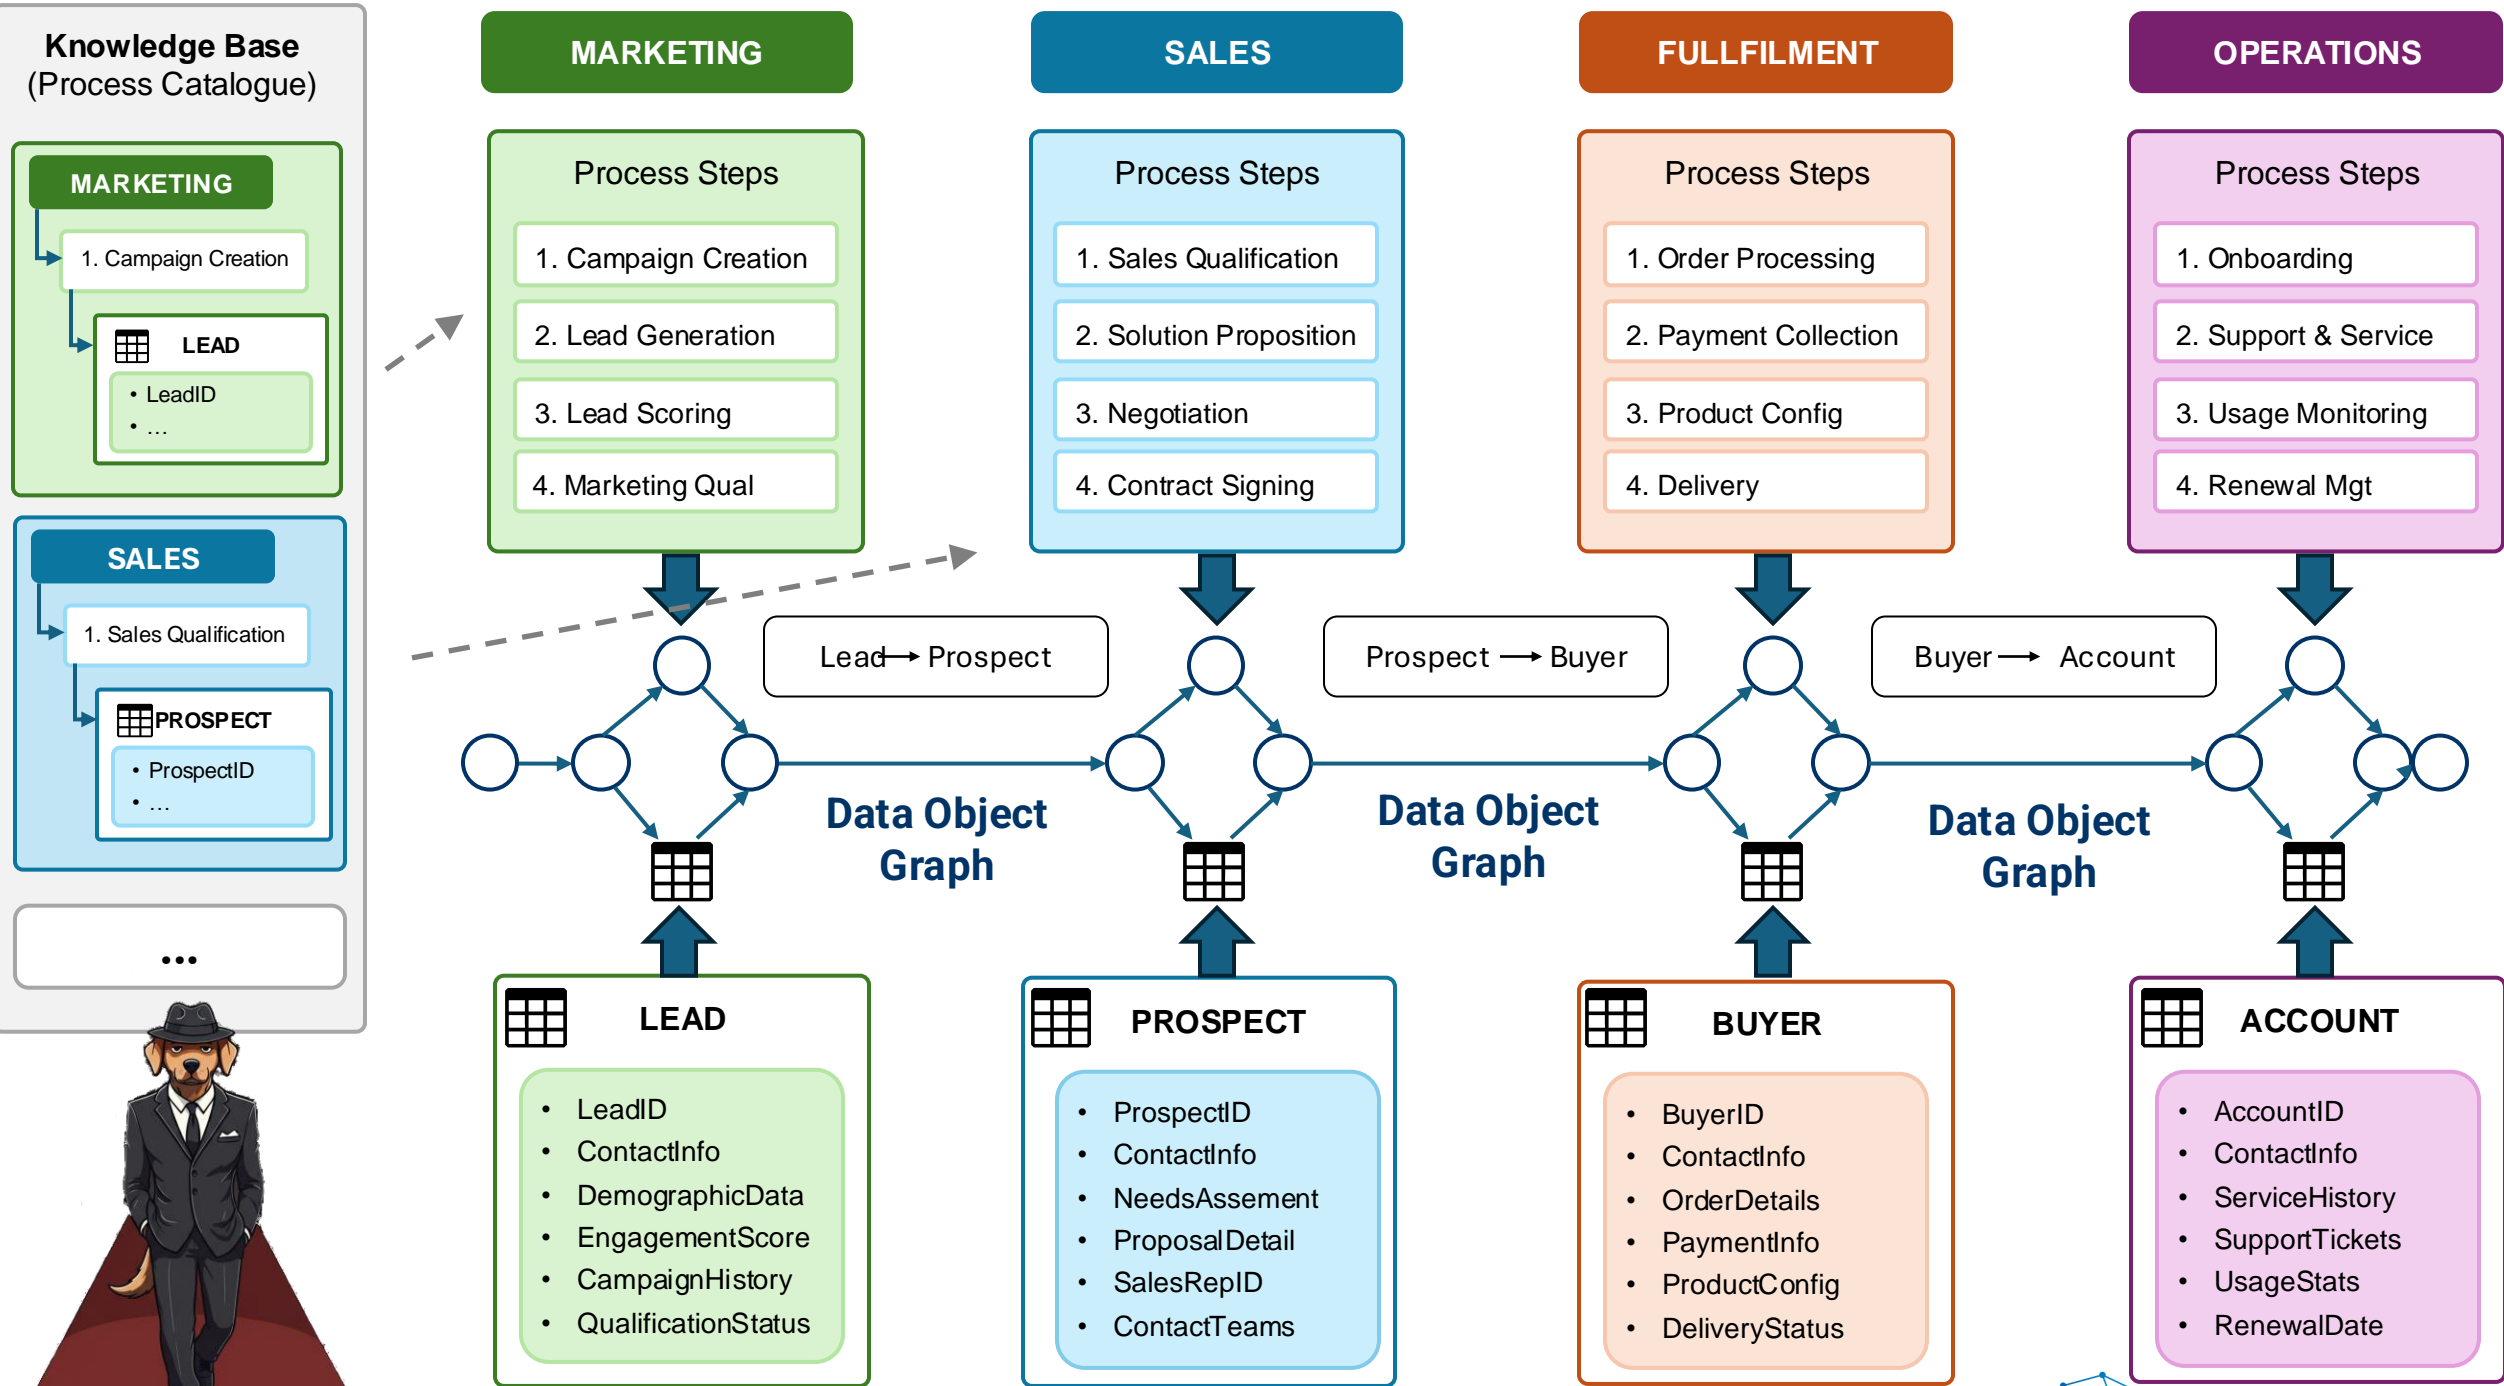 Knowledge Base
(Process Catalogue)
MARKETING
1. Campaign Creation
LEAD
• LeadID
• …
SALES
1. Sales Qualification
PROSPECT
• ProspectID
• …
...
MARKETING
Process Steps
1. Campaign Creation
2. Lead Generation
3. Lead Scoring
4. Marketing Qual
SALES
Process Steps
1. Sales Qualification
2. Solution Proposition
3. Negotiation
4. Contract Signing
FULLFILMENT
Process Steps
1. Order Processing
2. Payment Collection
3. Product Config
4. Delivery
OPERATIONS
Process Steps
1. Onboarding
2. Support & Service
3. Usage Monitoring
4. Renewal Mgt
Lead → Prospect
Prospect → Buyer
Buyer → Account
Data Object
Graph
Data Object
Graph
Data Object
Graph
LEAD
• LeadID
• ContactInfo
• DemographicData
• EngagementScore
• CampaignHistory
• QualificationStatus
PROSPECT
• ProspectID
• ContactInfo
• NeedsAssement
• ProposalDetail
• SalesRepID
• ContactTeams
BUYER
• BuyerID
• ContactInfo
• OrderDetails
• PaymentInfo
• ProductConfig
• DeliveryStatus
ACCOUNT
• AccountID
• ContactInfo
• ServiceHistory
• SupportTickets
• UsageStats
• RenewalDate